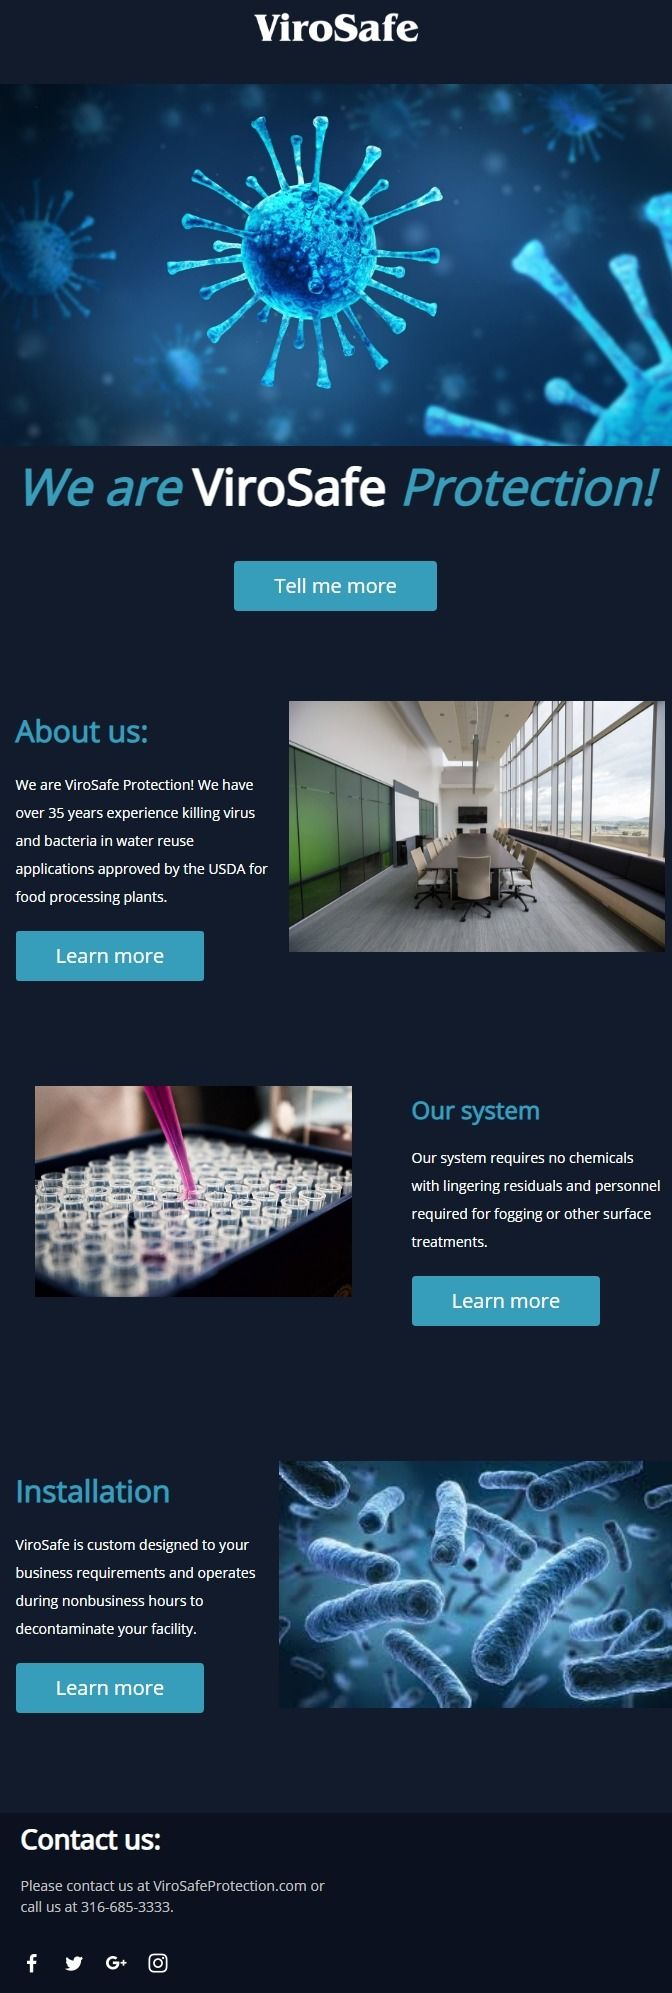 ViroSafe
We are ViroSafe Protection!
Tell me more
About us:
We are ViroSafe Protection! We have
over 35 years experience killing virus
and bacteria in water reuse
applications approved by the USDA for
food processing plants.
Learn more
Our system
Our system requires no chemicals
with lingering residuals and personnel
required for fogging or other surface
treatments.
Learn more
Installation
ViroSafe is custom designed to your
business requirements and operates
during nonbusiness hours to
decontaminate your facility.
Learn more
Contact us:
Please contact us at ViroSafeProtection.com or
call us at 316-685-3333.